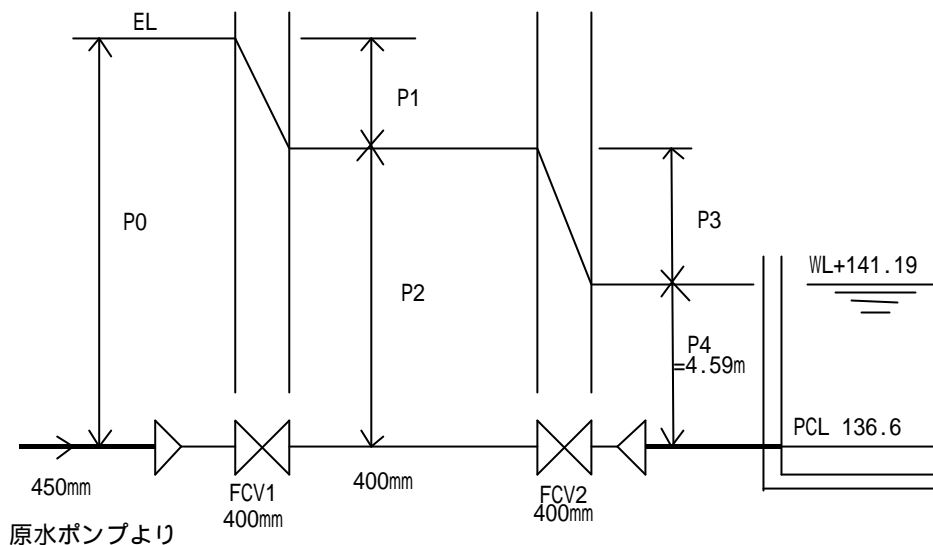 EL
P1
P0
P3
WL+141.19
P2
P4
=4.59m
PCL 136.6
450mm
FCV1
400mm
400mm
FCV2
400mm
原水ポンプより